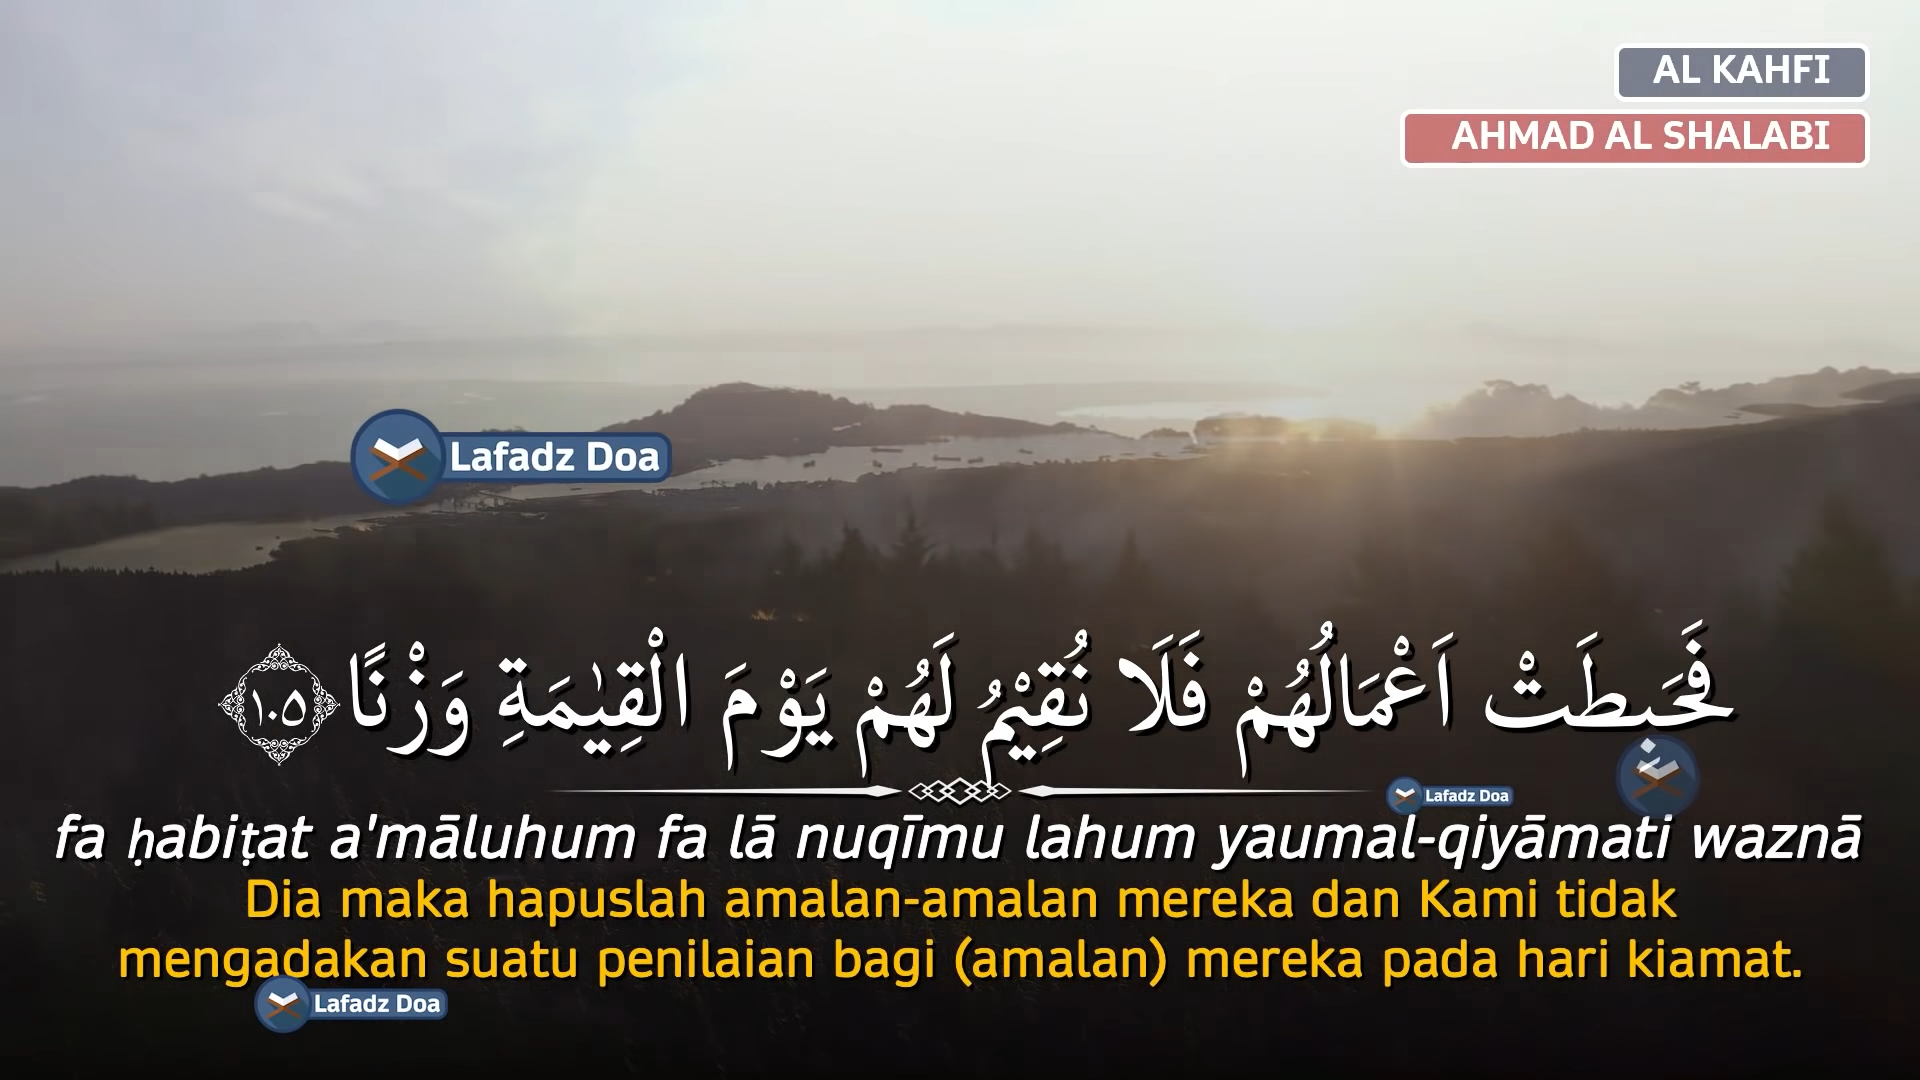 AL KAHFI
AHMAD AL SHALABI
Lafadz Doa
فَحَبِطَتْ اَعْمَالُهُمْ فَلَا نُقِيْمُ لَهُمْ يَوْمَ الْقِيٰمَةِ وَزْنًا ١٠٥
Lafadz Doa
fa ḥabiṭat a'māluhum fa lā nuqīmu lahum yaumal-qiyāmati waznā
Dia maka hapuslah amalan-amalan mereka dan Kami tidak
mengadakan suatu penilaian bagi (amalan) mereka pada hari kiamat.
Lafadz Doa